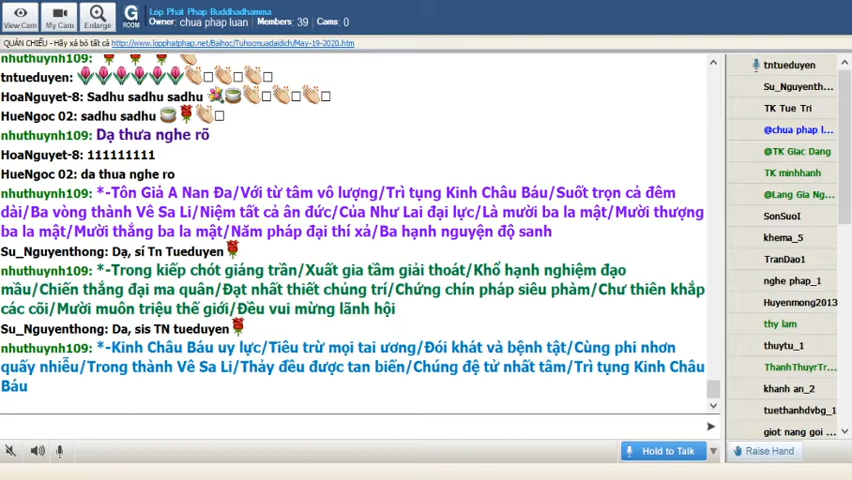 View Cam
My Cam
Enlarge
G
ROOM
Lop Phat Phap Buddhadhamma
Owner: chua phap luan Members: 39 Cams: 0
QUÁN CHIẾU - Hãy xả bỏ tất cả http://www.lophatphap.net/Baihoc/Tuhocmuadaidich/May-19-2020.htm
nhuthuynh109:
tntueduyen:
HoaNguyet-8: Sadhu sadhu sadhu
HueNgoc 02: sadhu sadhu
nhuthuynh109: Dạ thưa nghe rõ
HoaNguyet-8: 111111111
HueNgoc 02: da thua nghe ro
nhuthuynh109: *-Tôn Giả A Nan Đa/Với từ tâm vô lượng/Trì tụng Kinh Châu Báu/Suốt trọn cả đêm
dài/Ba vòng thành Vê Sa Li/Niệm tất cả ân đức/Của Như Lai đại lực/Là mười ba la mật/Mười thượng
ba la mật/Mười thắng ba la mật/Năm pháp đại thí xả/Ba hạnh nguyện độ sanh
Su_Nguyenthong: Dạ, sí Tn Tueduyen
nhuthuynh109: *-Trong kiếp chót giáng trần/Xuất gia tầm giải thoát/Khổ hạnh nghiệm đạo
mầu/Chiến thắng đại ma quân/Đạt nhất thiết chủng trí/Chứng chín pháp siêu phàm/Chư thiên khắp
các cõi/Mười muôn triệu thế giới/Đều vui mừng lãnh hội
Su_Nguyenthong: Da, sis TN tueduyen
nhuthuynh109: *-Kinh Châu Báu uy lực/Tiêu trừ mọi tai ương/Đói khát và bệnh tật/Cùng phi nhơn
quấy nhiễu/Trong thành Vê Sa Li/Thảy đều được tan biến/Chúng đệ tử nhất tâm/Trì tụng Kinh Châu
Báu
Hold to Talk
tntueduyen
Su_Nguyenth...
TK Tue Tri
@chua phap l...
@TK Giac Dang
TK minhhanh
@Lang Gia Ng...
SonSuoI
khema_5
TranDao1
nghe phap_1
Huyenmong2013
thy lam
thuytu_1
ThanhThuyrTr...
khanh an_2
tuethanhdvbg_1
giot nang goi ...
Raise Hand